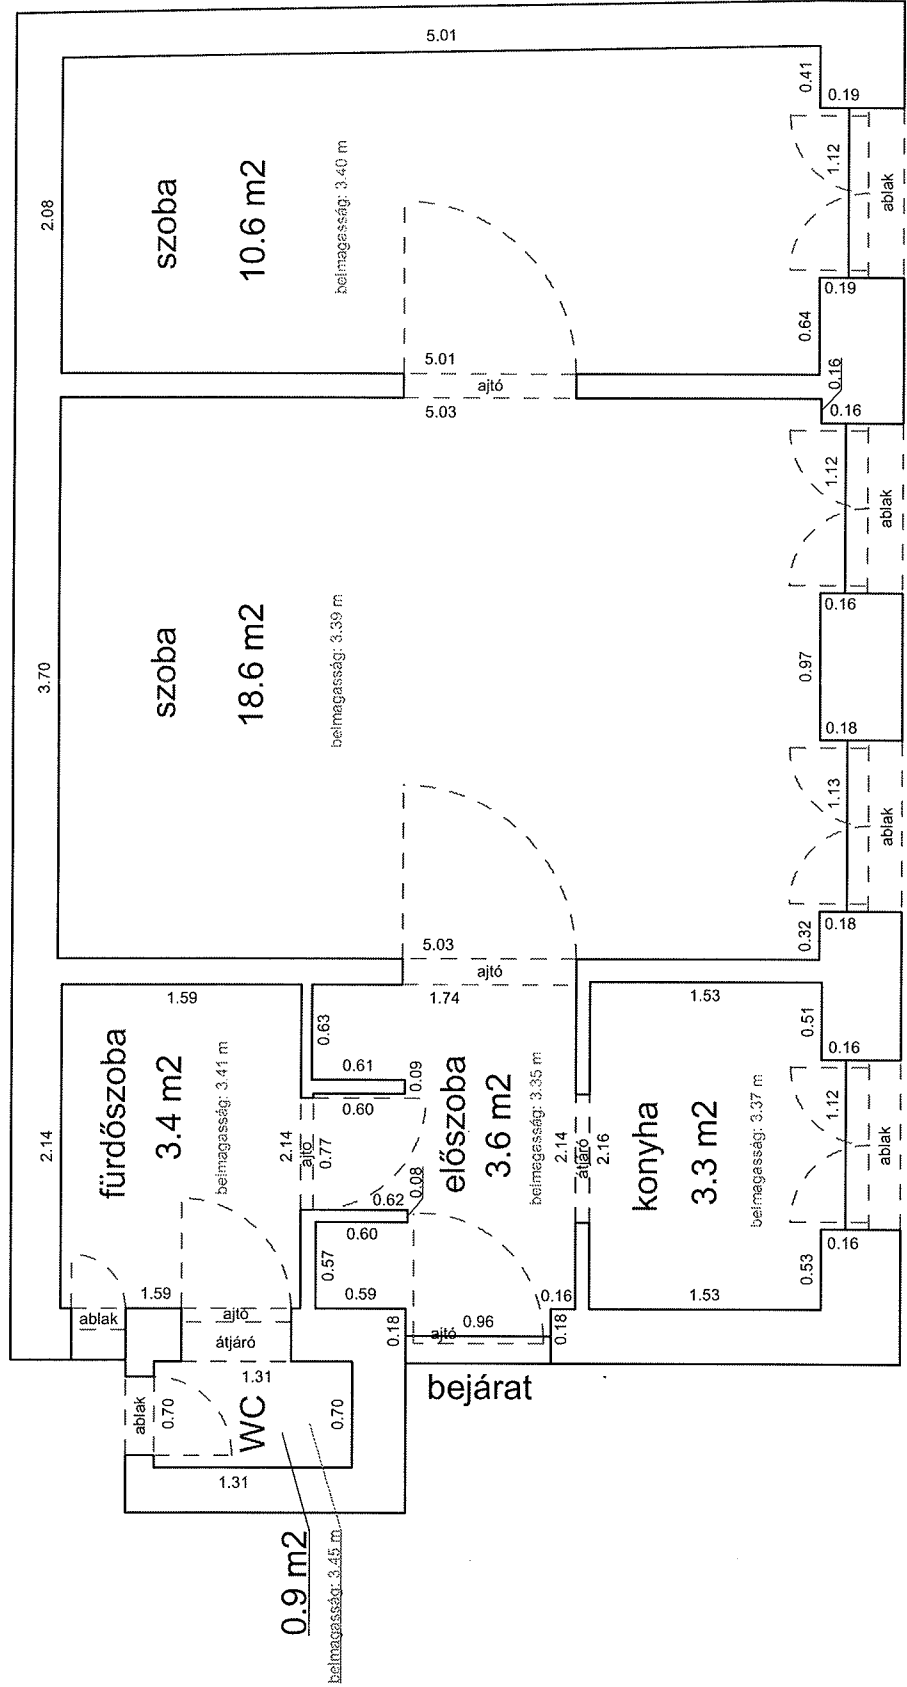 5.01
0.41
0.19
2.08
szoba
10.6 m2
belmagasság: 3.40 m
1.12
ablak
0.19
0.64
5.01
ajtó
5.03
0.16
0.16
1.12
ablak
3.70
szoba
18.6 m2
belmagasság: 3.39 m
0.16
0.97
0.18
1.13
ablak
0.18
0.32
5.03
ajtó
1.59
1.74
1.53
0.63
0.51
0.61
0.09
0.60
0.16
2.14
fürdőszoba
3.4 m2
belmagasság: 3.41 m
2.14
ajtó
0.77
előszoba
3.6 m2
belmagasság: 3.35 m
2.14
átjáró
2.16
konyha
3.3 m2
belmagasság: 3.37 m
1.12
ablak
0.62
0.08
0.60
0.57
0.16
0.53
1.59
0.59
0.16
1.53
ablak
ajtó
átjáró
0.18
ajtó
0.96
0.18
bejárat
1.31
ablak
0.70
WC
0.70
1.31
0.9 m2
belmagasság: 3.45 m